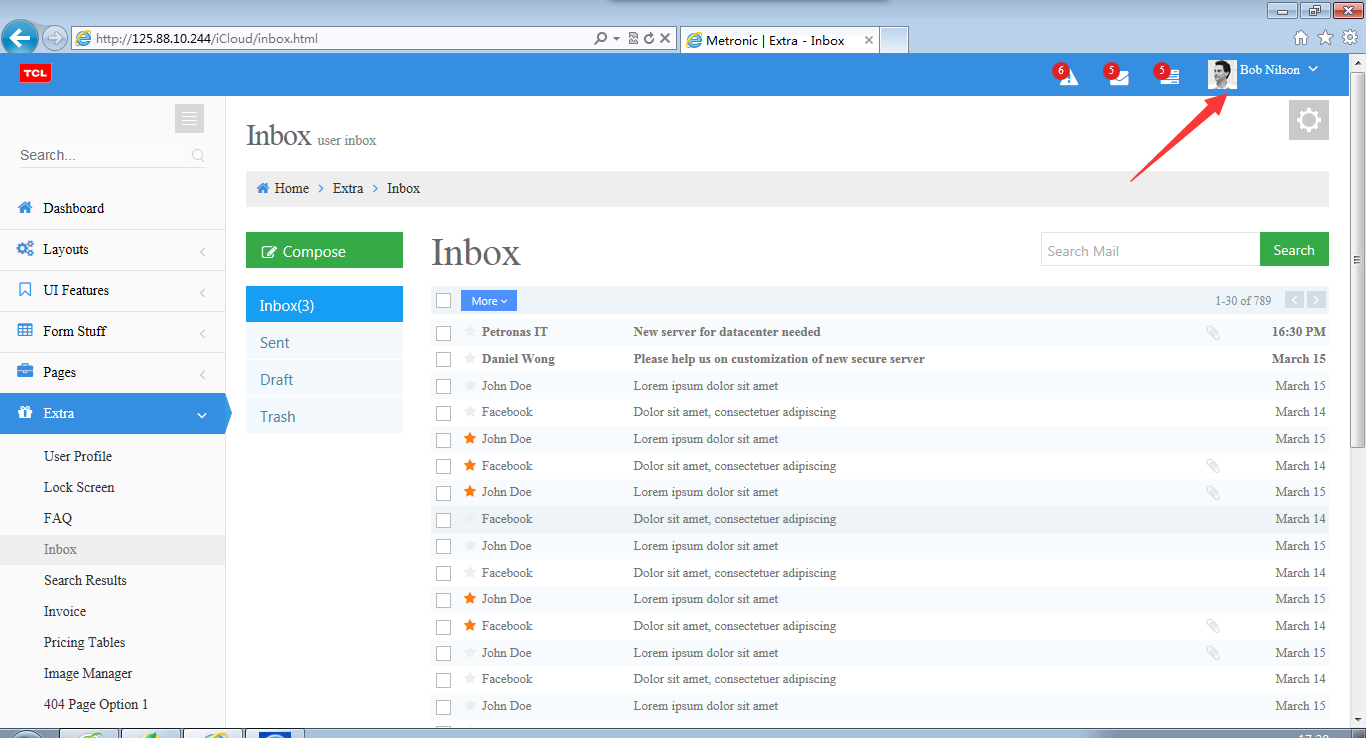 http://125.88.10.244/iCloud/inbox.html
Metronic | Extra - Inbox
TCL
6
5
5
Bob Nilson
Search...
Inbox user inbox
Home
Extra
Inbox
Dashboard
Layouts
UI Features
Form Stuff
Pages
Extra
User Profile
Lock Screen
FAQ
Inbox
Search Results
Invoice
Pricing Tables
Image Manager
404 Page Option 1
Compose
Inbox(3)
Sent
Draft
Trash
Inbox
Search Mail
Search
More
1-30 of 789
Petronas IT New server for datacenter needed 16:30 PM
Daniel Wong Please help us on customization of new secure server March 15
John Doe Lorem ipsum dolor sit amet March 15
Facebook Dolor sit amet, consectetuer adipiscing March 14
John Doe Lorem ipsum dolor sit amet March 15
Facebook Dolor sit amet, consectetuer adipiscing March 14
John Doe Lorem ipsum dolor sit amet March 15
Facebook Dolor sit amet, consectetuer adipiscing March 14
John Doe Lorem ipsum dolor sit amet March 15
Facebook Dolor sit amet, consectetuer adipiscing March 14
John Doe Lorem ipsum dolor sit amet March 15
Facebook Dolor sit amet, consectetuer adipiscing March 14
John Doe Lorem ipsum dolor sit amet March 15
Facebook Dolor sit amet, consectetuer adipiscing March 14
John Doe Lorem ipsum dolor sit amet March 15